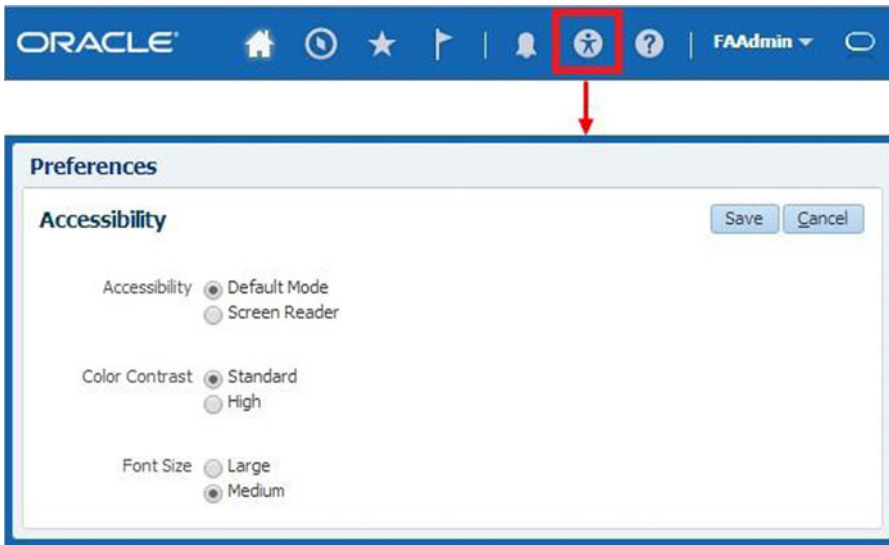 ORACLE® ? FAAdmin
Preferences
Accessibility Save Cancel
Accessibility Default Mode
Screen Reader
Color Contrast Standard
High
Font Size Large
Medium